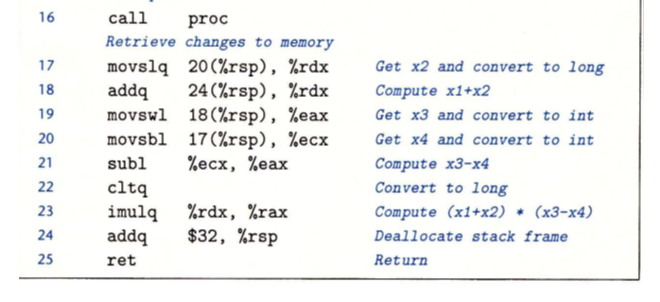 16 call proc
Retrieve changes to memory
17 movslq 20(%rsp), %rdx Get x2 and convert to long
18 addq 24(%rsp), %rdx Compute x1+x2
19 movswl 18(%rsp), %eax Get x3 and convert to int
20 movsbl 17(%rsp), %ecx Get x4 and convert to int
21 subl %ecx, %eax Compute x3-x4
22 cltq Convert to long
23 imulq %rdx, %rax Compute (x1+x2) * (x3-x4)
24 addq $32, %rsp Deallocate stack frame
25 ret Return